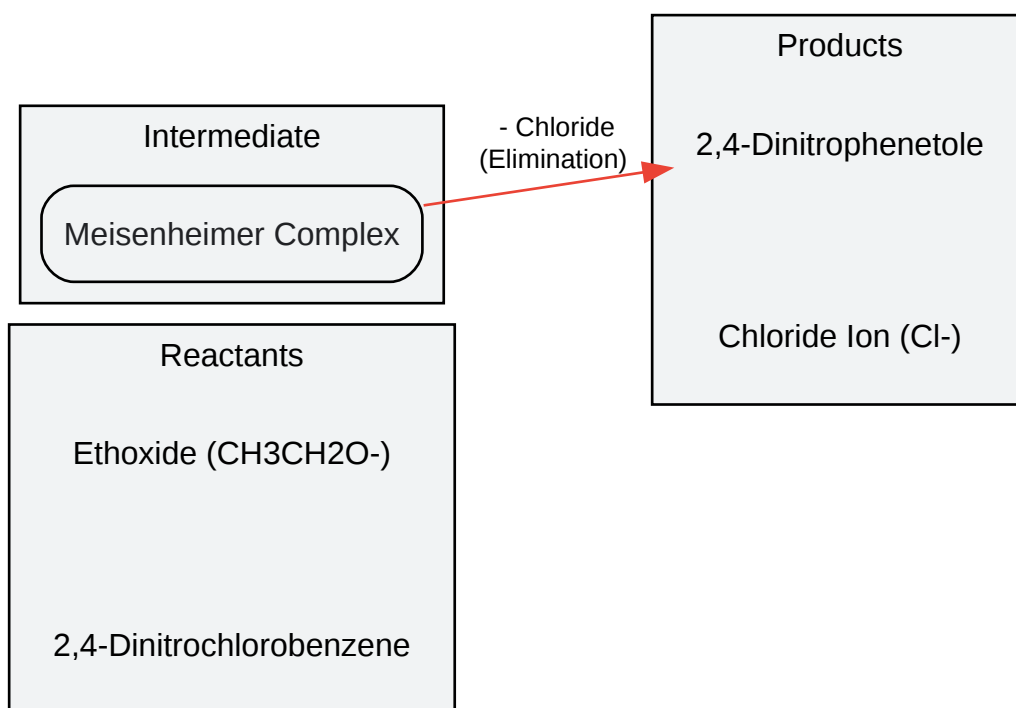 Products
Intermediate
- Chloride
(Elimination)
2,4-Dinitrophenetole
Meisenheimer Complex
Chloride Ion (Cl-)
Reactants
Ethoxide (CH3CH2O-)
2,4-Dinitrochlorobenzene